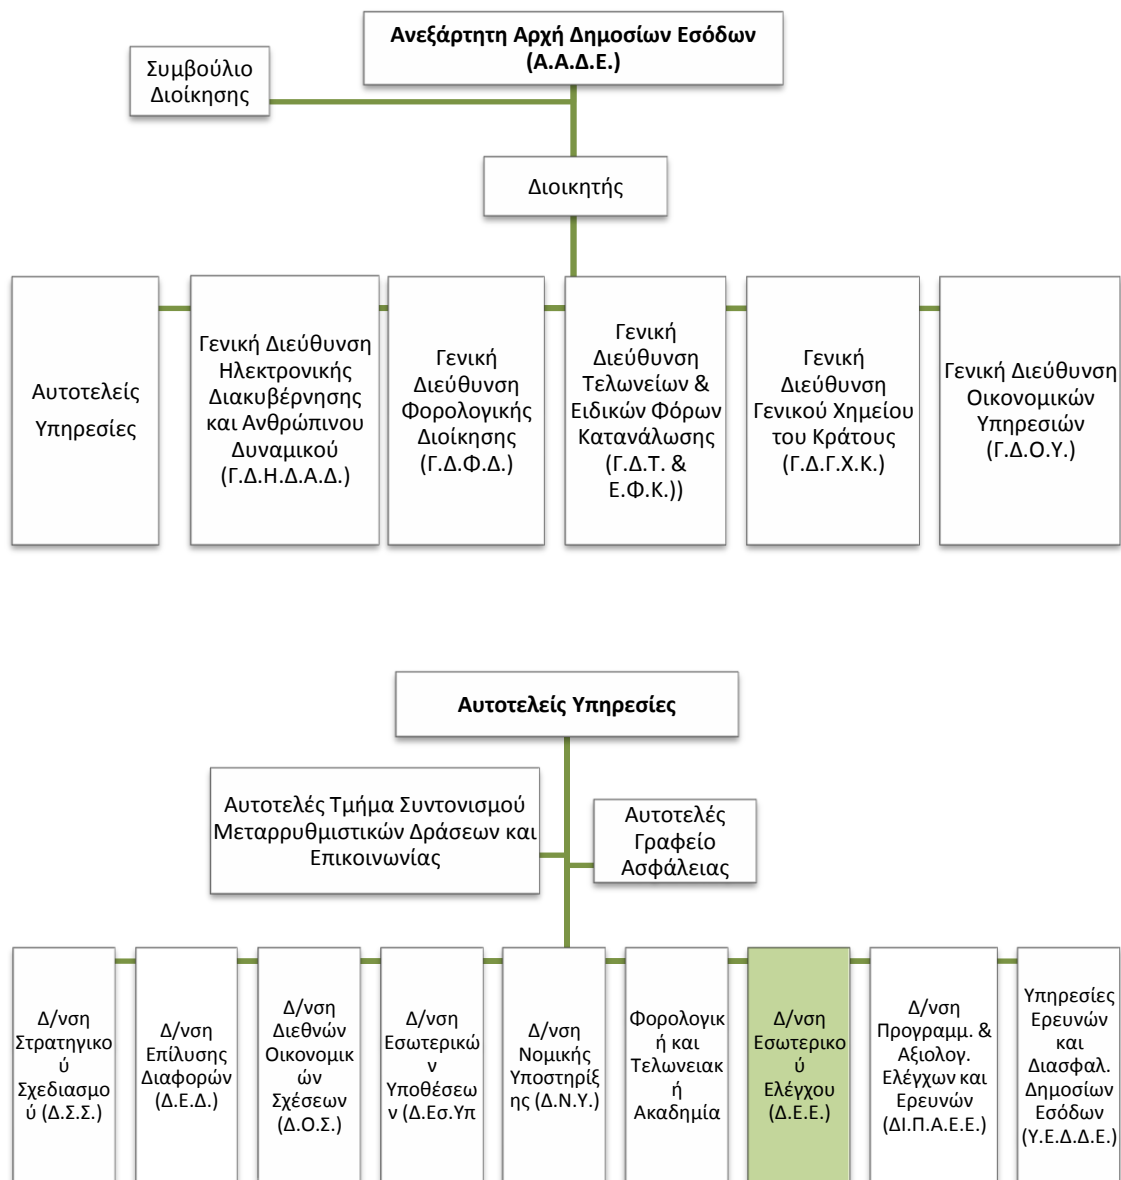 Ανεξάρτητη Αρχή Δημοσίων Εσόδων
(Α.Α.Δ.Ε.)
Συμβούλιο
Διοίκησης
Διοικητής
Αυτοτελείς
Υπηρεσίες
Γενική Διεύθυνση
Ηλεκτρονικής
Διακυβέρνησης
και Ανθρώπινου
Δυναμικού
(Γ.Δ.Η.Δ.Α.Δ.)
Γενική
Διεύθυνση
Φορολογικής
Διοίκησης
(Γ.Δ.Φ.Δ.)
Γενική
Διεύθυνση
Τελωνείων &
Ειδικών Φόρων
Κατανάλωσης
(Γ.Δ.Τ. &
Ε.Φ.Κ.))
Γενική
Διεύθυνση
Γενικού Χημείου
του Κράτους
(Γ.Δ.Γ.Χ.Κ.)
Γενική Διεύθυνση
Οικονομικών
Υπηρεσιών
(Γ.Δ.Ο.Υ.)
Αυτοτελείς Υπηρεσίες
Αυτοτελές Τμήμα Συντονισμού
Μεταρρυθμιστικών Δράσεων και
Επικοινωνίας
Αυτοτελές
Γραφείο
Ασφάλειας
Δ/νση
Στρατηγικο
ύ
Σχεδιασμο
ύ (Δ.Σ.Σ.)
Δ/νση
Επίλυσης
Διαφορών
(Δ.Ε.Δ.)
Δ/νση
Διεθνών
Οικονομικ
ών
Σχέσεων
(Δ.Ο.Σ.)
Δ/νση
Εσωτερικώ
ν
Υποθέσεω
ν (Δ.Εσ.Υπ
Δ/νση
Νομικής
Υποστηρίξ
ης (Δ.Ν.Υ.)
Φορολογικ
ή και
Τελωνειακ
ή
Ακαδημία
Δ/νση
Εσωτερικο
ύ
Ελέγχου
(Δ.Ε.Ε.)
Δ/νση
Προγραμμ. &
Αξιολογ.
Ελέγχων και
Ερευνών
(ΔΙ.Π.Α.Ε.Ε.)
Υπηρεσίες
Ερευνών
και
Διασφαλ.
Δημοσίων
Εσόδων
(Υ.Ε.Δ.Δ.Ε.)